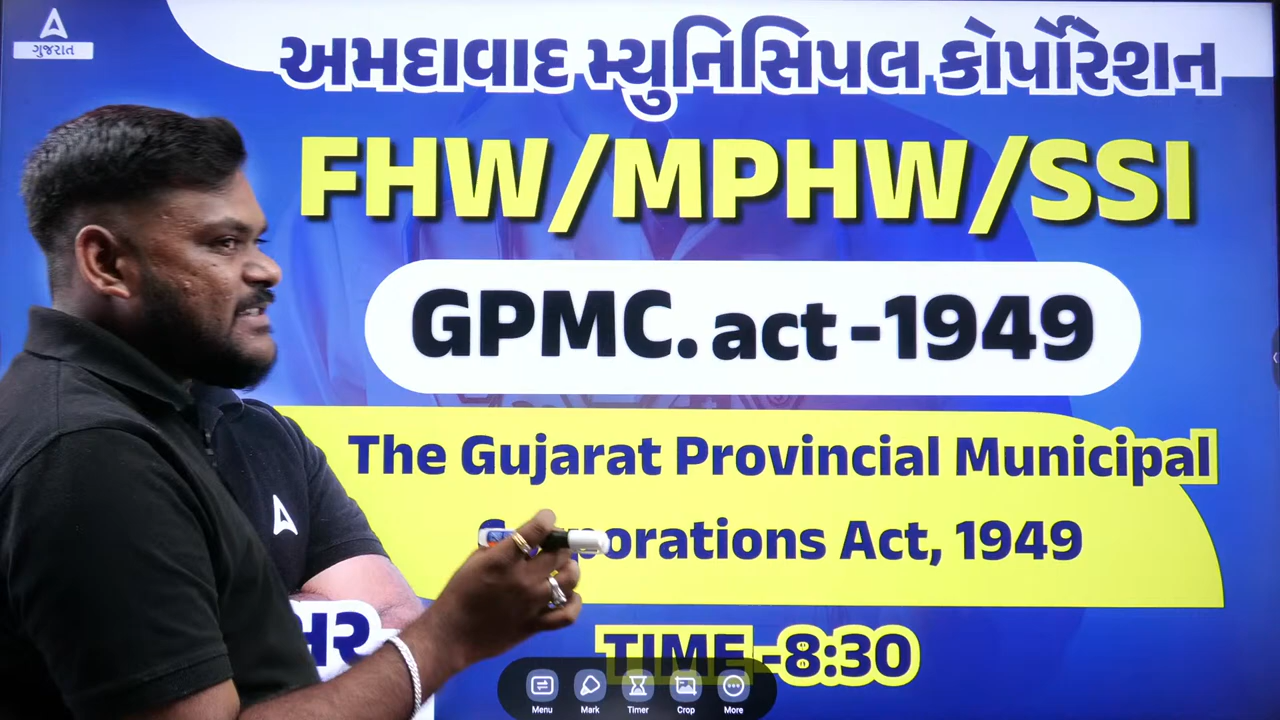 ગુજરાત
અમદાવાદ મ્યુનિસિપલ કોર્પોરેશન
FHW/MPHW/SSI
GPMC. act -1949
The Gujarat Provincial Municipal
Corporations Act, 1949
TIME -8:30
Menu Mark Timer Crop More